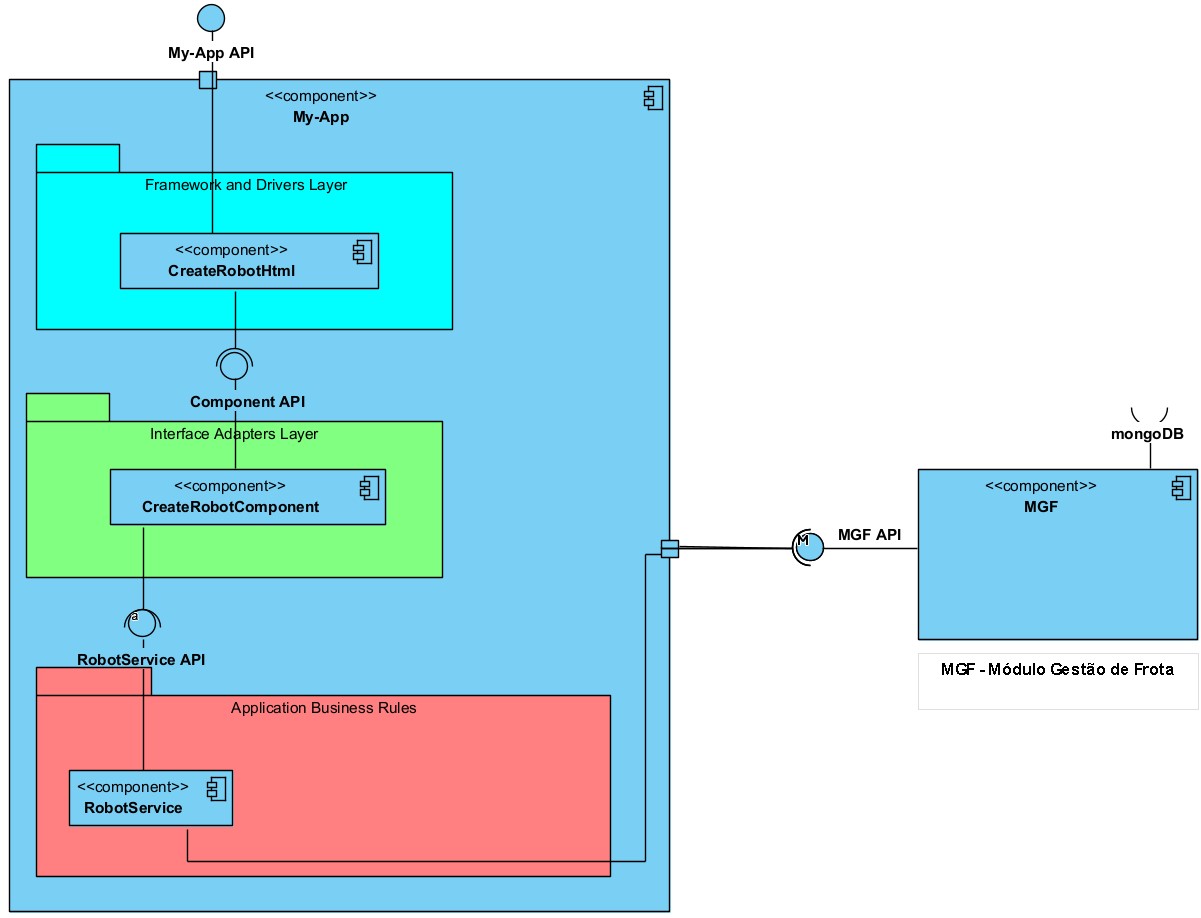 My-App API
<<component>>
My-App
Framework and Drivers Layer
<<component>>
CreateRobotHtml
Component API
Interface Adapters Layer
<<component>>
CreateRobotComponent
mongoDB
<<component>>
MGF
M
MGF API
a
RobotService API
MGF - Módulo Gestão de Frota
Application Business Rules
<<component>>
RobotService